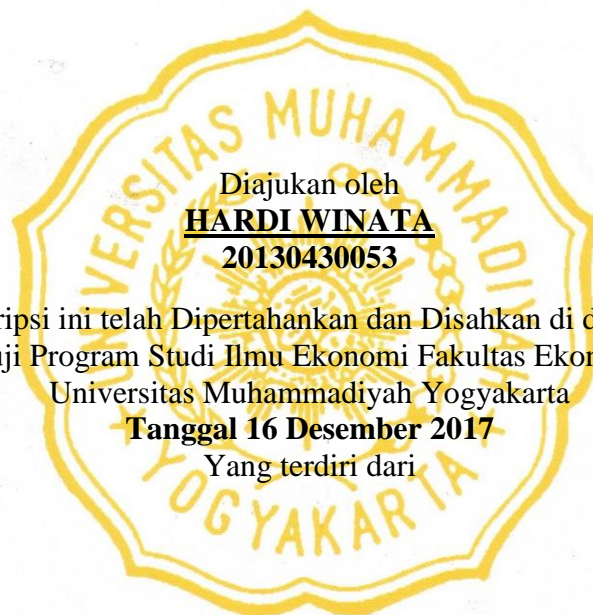 UNIVERSITAS MUHAMMADIYAH
YOGYAKARTA
Diajukan oleh
HARDI WINATA
20130430053
ripsi ini telah Dipertahankan dan Disahkan di d
ji Program Studi Ilmu Ekonomi Fakultas Ekon
Universitas Muhammadiyah Yogyakarta
Tanggal 16 Desember 2017
Yang terdiri dari